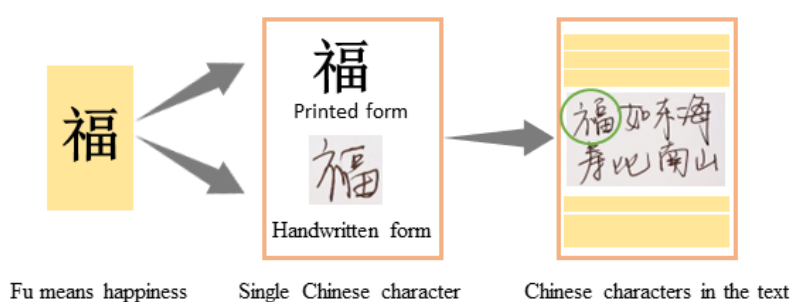 福
福
Printed form
福
Handwritten form
福如东海
寿比南山
Fu means happiness
Single Chinese character
Chinese characters in the text